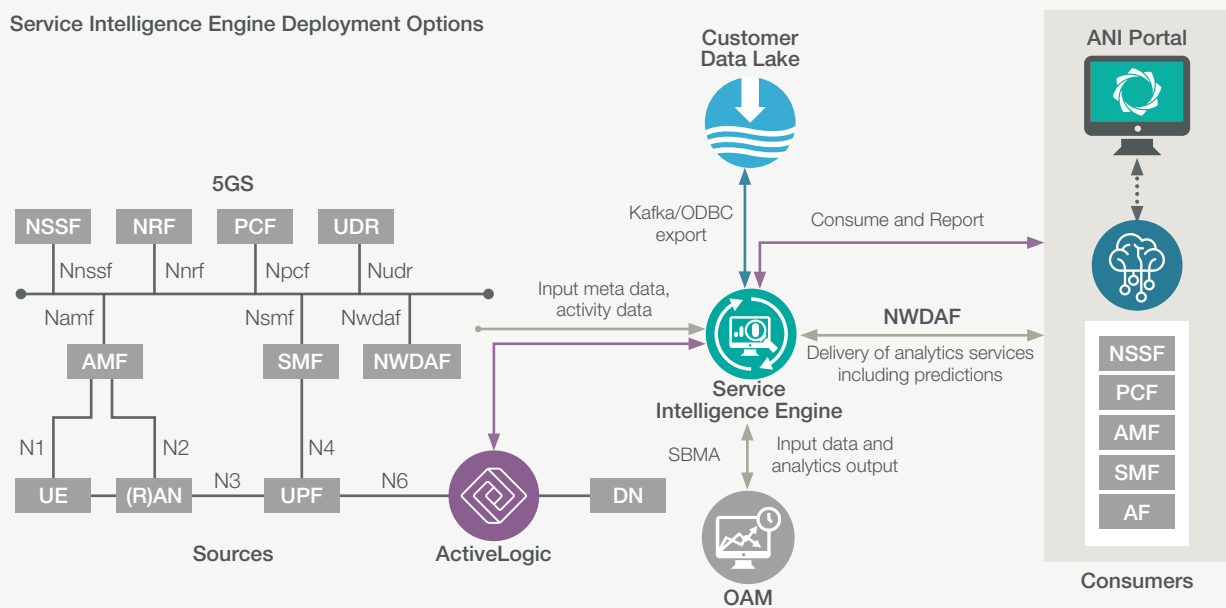 Service Intelligence Engine Deployment Options
Customer
Data Lake
ANI Portal
5GS
NSSF
NRF
PCF
UDR
Kafka/ODBC
export
Consume and Report
Nnssf
Nnrf
Npcf
Nudr
Input meta data,
activity data
Namf
Nsmf
Nwdaf
NWDAF
AMF
SMF
NWDAF
Delivery of analytics services
including predictions
NSSF
PCF
AMF
SMF
AF
Service
Intelligence Engine
N1
N2
N4
SBMA
Input data and
analytics output
N3
N6
UE
(R)AN
UPF
DN
Sources
ActiveLogic
OAM
Consumers